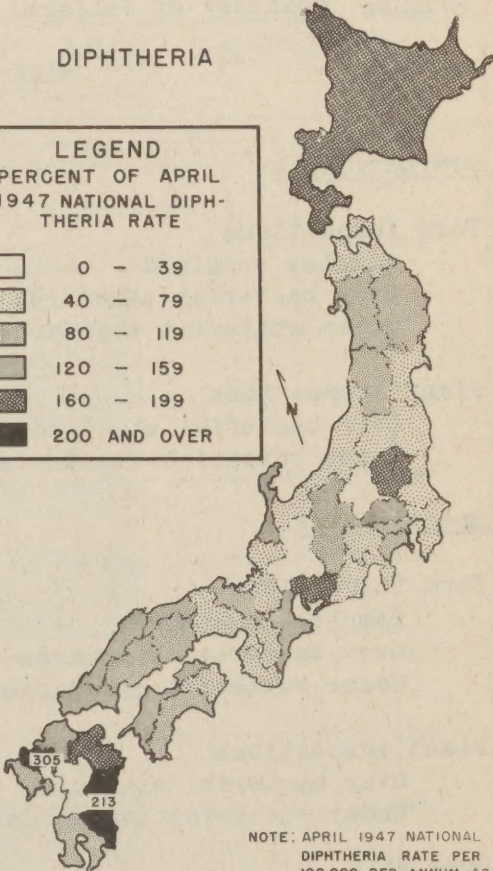 DIPHTHERIA
LEGEND
PERCENT OF APRIL
1947 NATIONAL DIPH-
THERIA RATE
0 – 39
40 – 79
80 – 119
120 – 159
160 – 199
200 AND OVER
N
305
213
NOTE: APRIL 1947 NATIONAL
DIPHTHERIA RATE PER